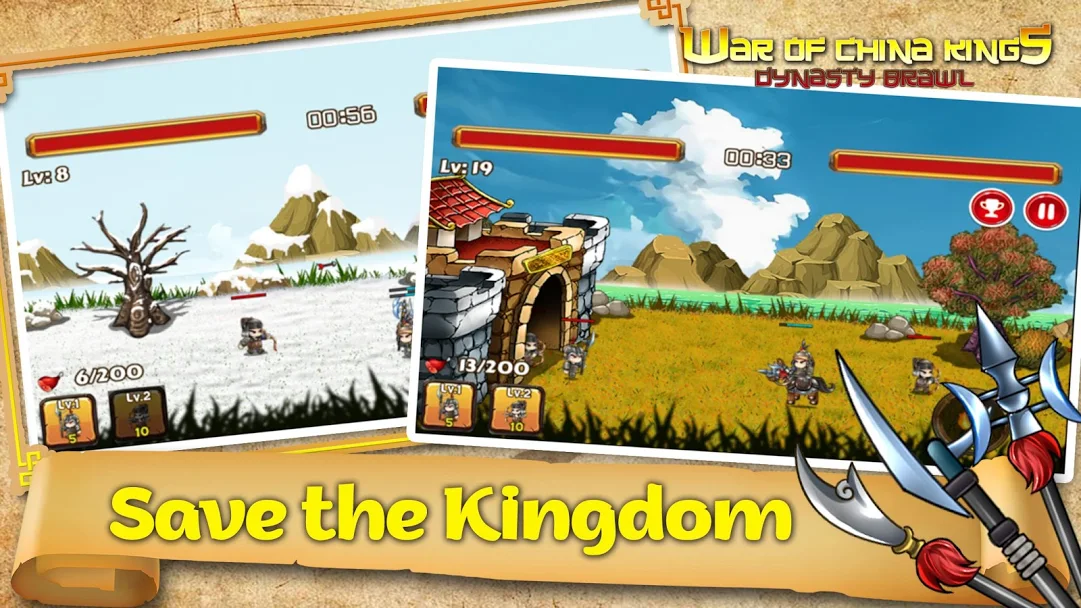 WAR OF CHINA KINGS
DYNASTY BRAWL
00:56
Lv: 8
6/200
Lv.1
5
Lv.2
10
00:33
Lv: 19
13/200
Lv.1
5
Lv.2
10
Save the Kingdom